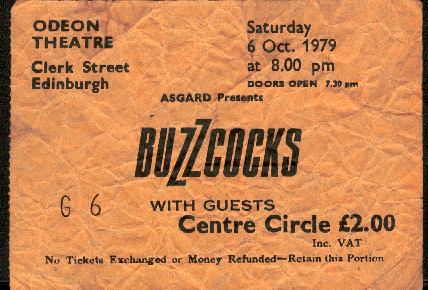 ODEON
THEATRE
Clerk Street
Edinburgh
Saturday
6 Oct. 1979
at 8.00 pm
DOORS OPEN 7.30 pm
ASGARD Presents
BUZZCOCKS
G 6
WITH GUESTS
Centre Circle £2.00
Inc. VAT
No Tickets Exchanged or Money Refunded—Retain this Portion